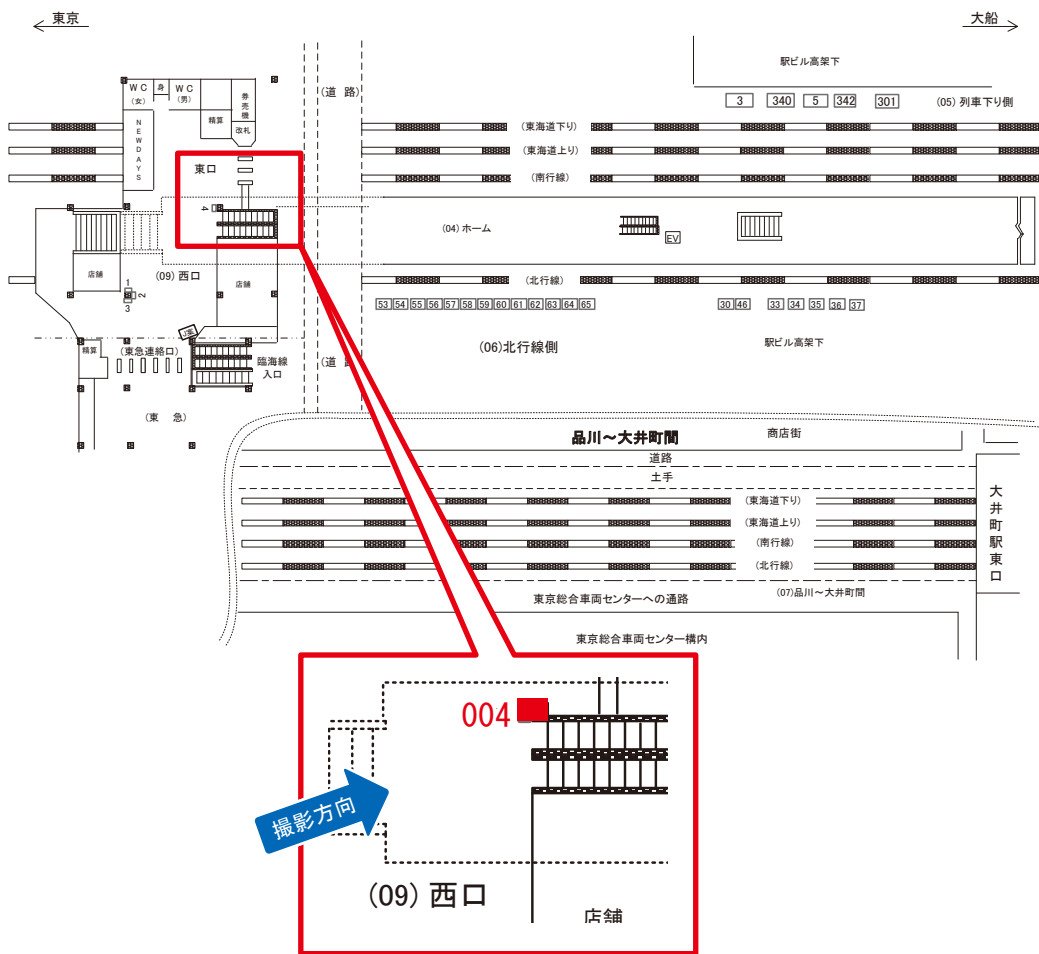 東京
大船
駅ビル高架下
WC
(女)
身
WC
(男)
券売機
精算
改札
(道 路)
3
340
5
342
301
(05) 列車下り側
NEWDAYS
(東海道下り)
(東海道上り)
東口
(南行線)
4
(04) ホーム
EV
店舗
(09) 西口
店舗
(北行線)
1
2
3
53 54 55 56 57 58 59 60 61 62 63 64 65
30 46
33 34 35 36 37
(06)北行線側
駅ビル高架下
精算
(東急連絡口)
臨海線
入口
(道 路)
(東 急)
品川~大井町間
商店街
道路
土手
(東海道下り)
(東海道上り)
(南行線)
(北行線)
大井町駅東口
東京総合車両センターへの通路
(07)品川~大井町間
東京総合車両センター構内
004
撮影方向
(09) 西口
店舗